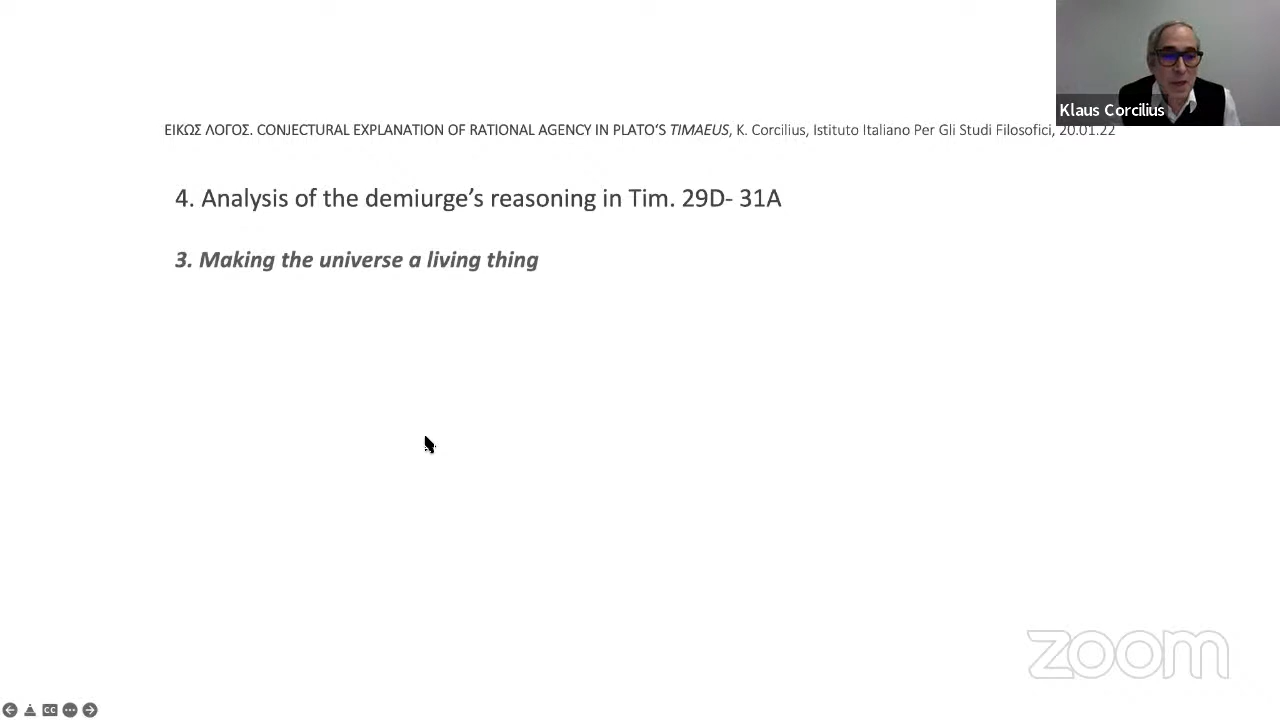 Klaus Corcilius
ΕΙΚΩΣ ΛΟΓΟΣ. CONJECTURAL EXPLANATION OF RATIONAL AGENCY IN PLATO‘S TIMAEUS, K. Corcilius, Istituto Italiano Per Gli Studi Filosofici, 20.01.22
4. Analysis of the demiurge’s reasoning in Tim. 29D- 31A
3. Making the universe a living thing
zoom
CC